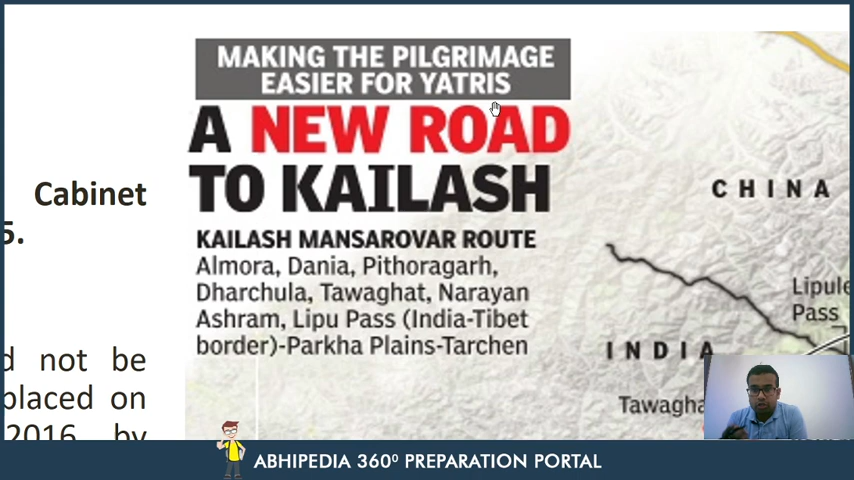 MAKING THE PILGRIMAGE
EASIER FOR YATRIS
A NEW ROAD
TO KAILASH
KAILASH MANSAROVAR ROUTE
Almora, Dania, Pithoragarh,
Dharchula, Tawaghat, Narayan
Ashram, Lipu Pass (India-Tibet
border)-Parkha Plains-Tarchen
Cabinet
5.
d not be
placed on
2016 by
CHINA
Lipule
Pass
INDIA
Tawagha
ABHIPEDIA 360° PREPARATION PORTAL